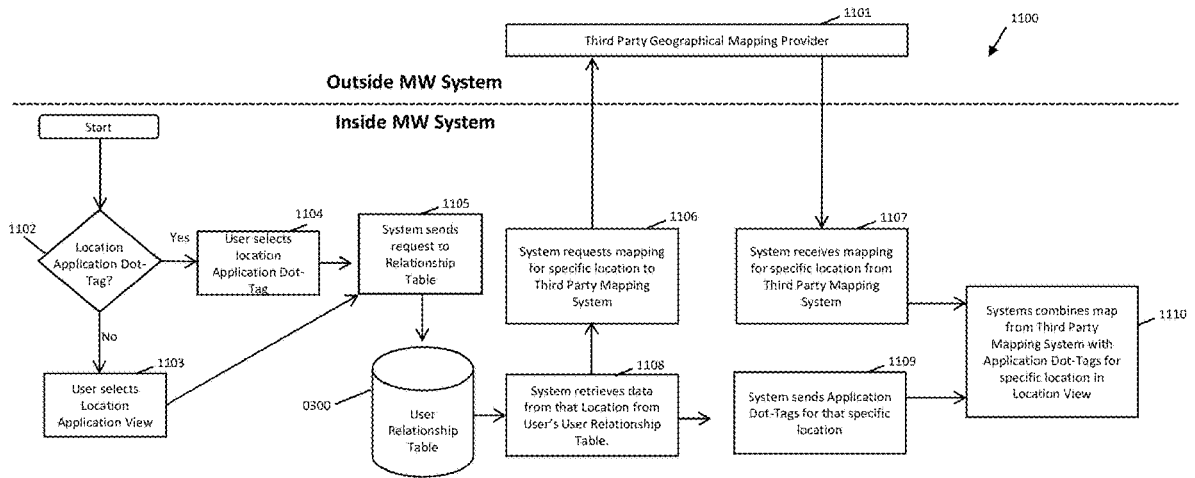 1101
1100
Third Party Geographical Mapping Provider
Outside MW System
Inside MW System
Start
1102
Location
Application Dot-
Tag?
Yes
No
1104
User selects
location
Application Dot-
Tag
1105
System sends
request to
Relationship
Table
1106
System requests mapping
for specific location to
Third Party Mapping
System
1107
System receives mapping
for specific location from
Third Party Mapping
System
1103
User selects
Location
Application View
0300
User
Relationship
Table
1108
System retrieves data
from that Location from
User's User Relationship
Table.
1109
System sends Application
Dot-Tags for that specific
location
1110
Systems combines map
from Third Party
Mapping System with
Application Dot-Tags for
specific location in
Location View